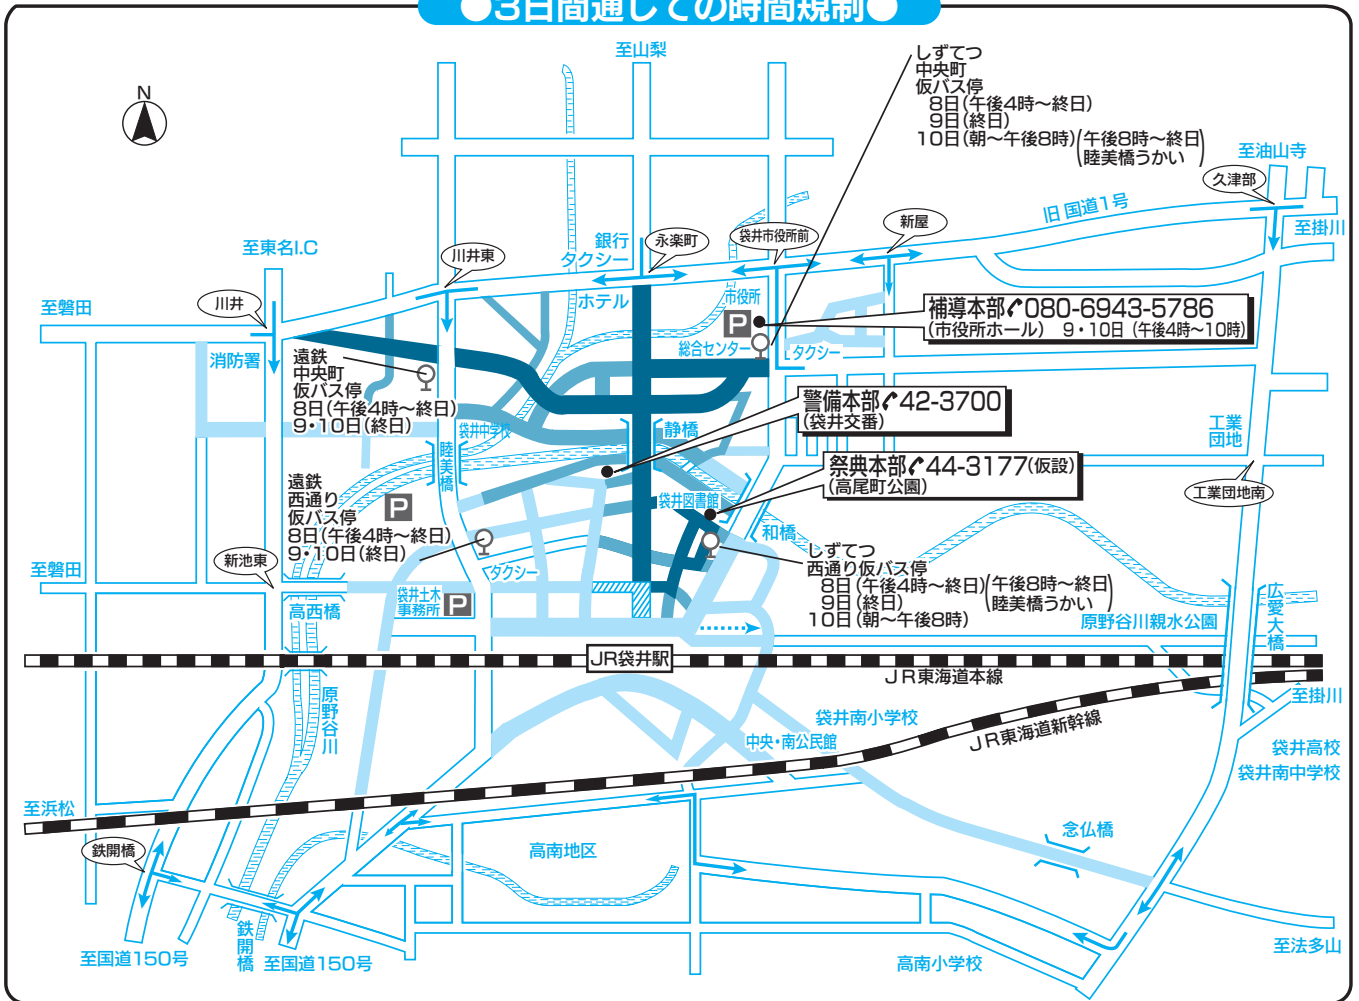 ●3日間通しての時間規制●
至山梨
しずてつ
中央町
仮バス停
8日(午後4時～終日)
9日(終日)
10日(朝～午後8時)(午後8時～終日
睦美橋うかい)
N
至油山寺
久津部
旧国道1号
至掛川
新屋
袋井市役所前
永楽町
銀行
タクシー
川井東
至東名I.C
川井
至磐田
ホテル
市役所
P
総合センター
タクシー
補導本部 080-6943-5786
(市役所ホール) 9・10日(午後4時～10時)
消防署
遠鉄
中央町
仮バス停
8日(午後4時～終日)
9・10日(終日)
警備本部 42-3700
(袋井交番)
袋井中学校
静橋
睦美橋
工業
団地
祭典本部 44-3177(仮設)
(高尾町公園)
工業団地南
遠鉄
西通り
仮バス停
8日(午後4時～終日)
9・10日(終日)
P
袋井図書館
和橋
しずてつ
西通り仮バス停
8日(午後4時～終日)(午後8時～終日
9日(終日) 睦美橋うかい)
10日(朝～午後8時)
新池東
至磐田
タクシー
袋井土木
事務所
P
高西橋
原野谷川親水公園
広愛大橋
JR袋井駅
JR東海道本線
原野谷川
至掛川
袋井南小学校
中央・南公民館
JR東海道新幹線
袋井高校
袋井南中学校
至浜松
鉄開橋
高南地区
念仏橋
鉄開橋
至国道150号
至国道150号
高南小学校
至法多山